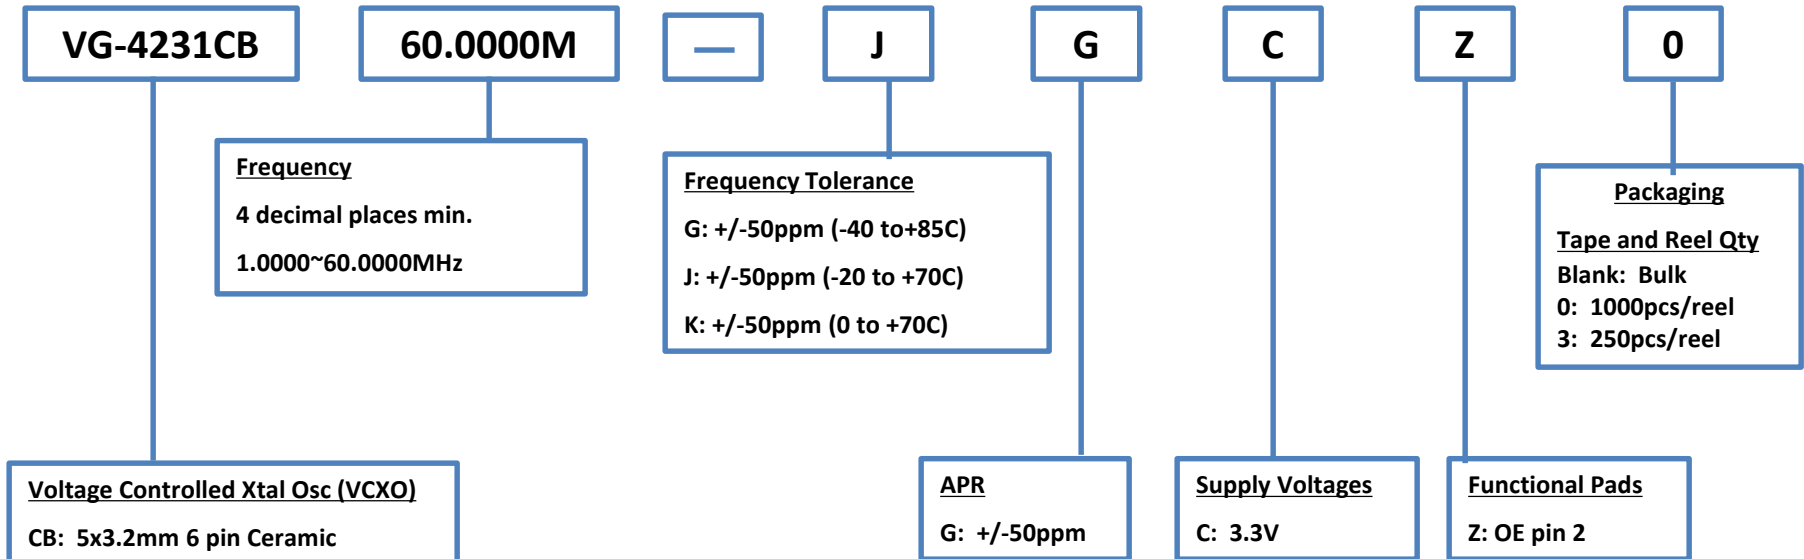 VG-4231CB 60.0000M — J G C Z 0
Frequency
4 decimal places min.
1.0000~60.0000MHz
Frequency Tolerance
G: +/-50ppm (-40 to+85C)
J: +/-50ppm (-20 to +70C)
K: +/-50ppm (0 to +70C)
Packaging
Tape and Reel Qty
Blank: Bulk
0: 1000pcs/reel
3: 250pcs/reel
Voltage Controlled Xtal Osc (VCXO)
CB: 5x3.2mm 6 pin Ceramic
APR
G: +/-50ppm
Supply Voltages
C: 3.3V
Functional Pads
Z: OE pin 2